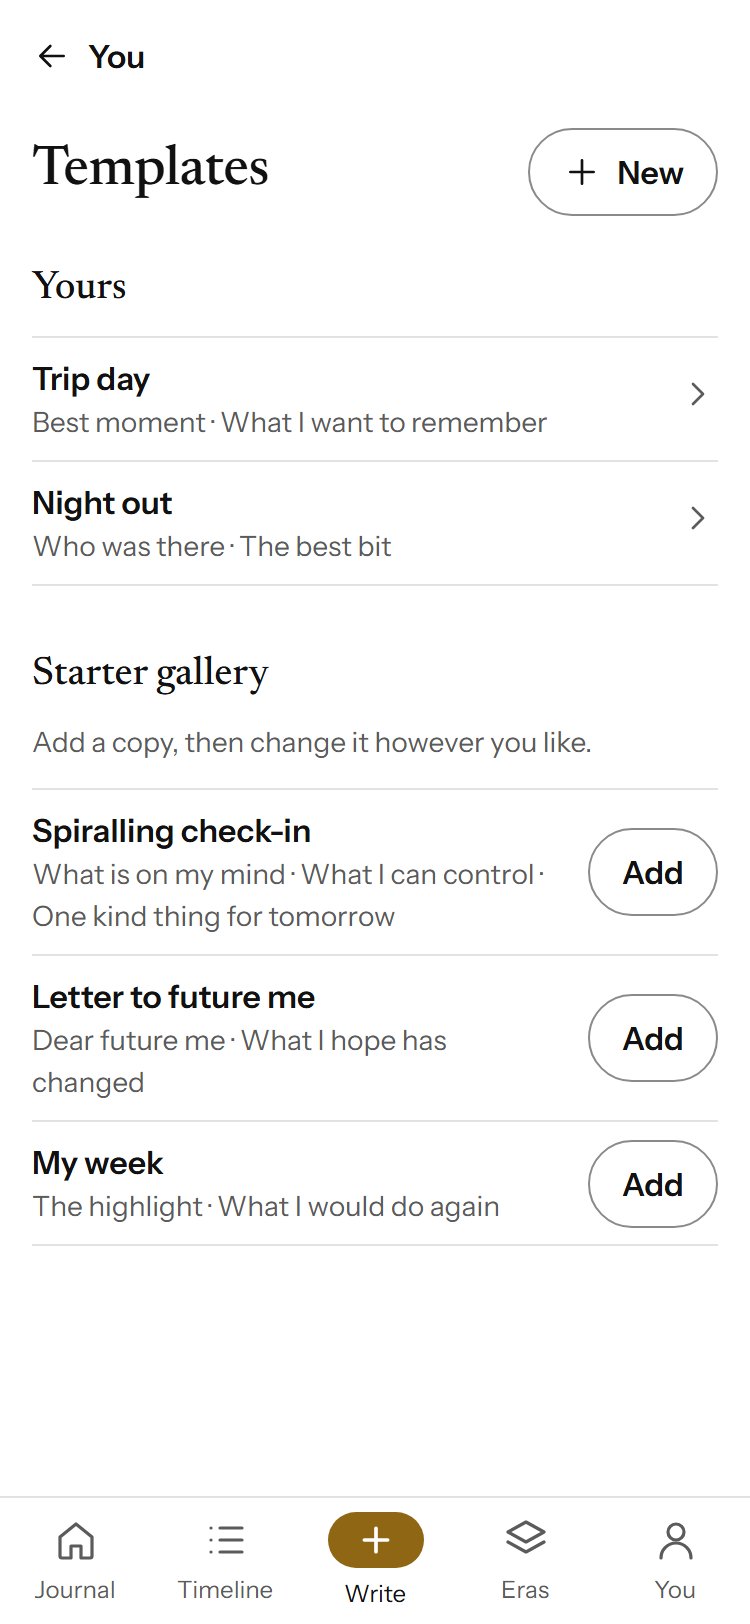 You
Templates
New
Yours
Trip day
Best moment · What I want to remember
Night out
Who was there · The best bit
Starter gallery
Add a copy, then change it however you like.
Spiralling check-in
What is on my mind · What I can control ·
One kind thing for tomorrow
Add
Letter to future me
Dear future me · What I hope has
changed
Add
My week
The highlight · What I would do again
Add
Journal
Timeline
Write
Eras
You